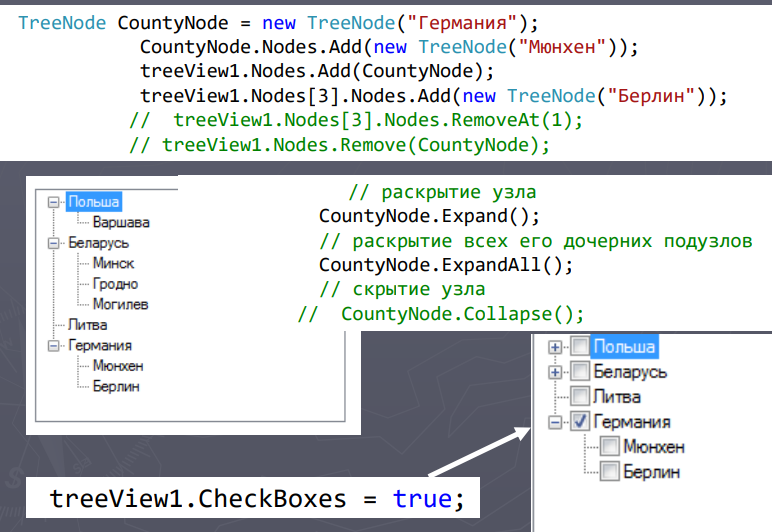 TreeNode CountyNode = new TreeNode("Германия");
CountyNode.Nodes.Add(new TreeNode("Мюнхен"));
treeView1.Nodes.Add(CountyNode);
treeView1.Nodes[3].Nodes.Add(new TreeNode("Берлин"));
//  treeView1.Nodes[3].Nodes.RemoveAt(1);
// treeView1.Nodes.Remove(CountyNode);
Польша
Варшава
Беларусь
Минск
Гродно
Могилев
Литва
Германия
Мюнхен
Берлин
// раскрытие узла
CountyNode.Expand();
// раскрытие всех его дочерних подузлов
CountyNode.ExpandAll();
// скрытие узла
//  CountyNode.Collapse();
Польша
Беларусь
Литва
Германия
Мюнхен
Берлин
treeView1.CheckBoxes = true;